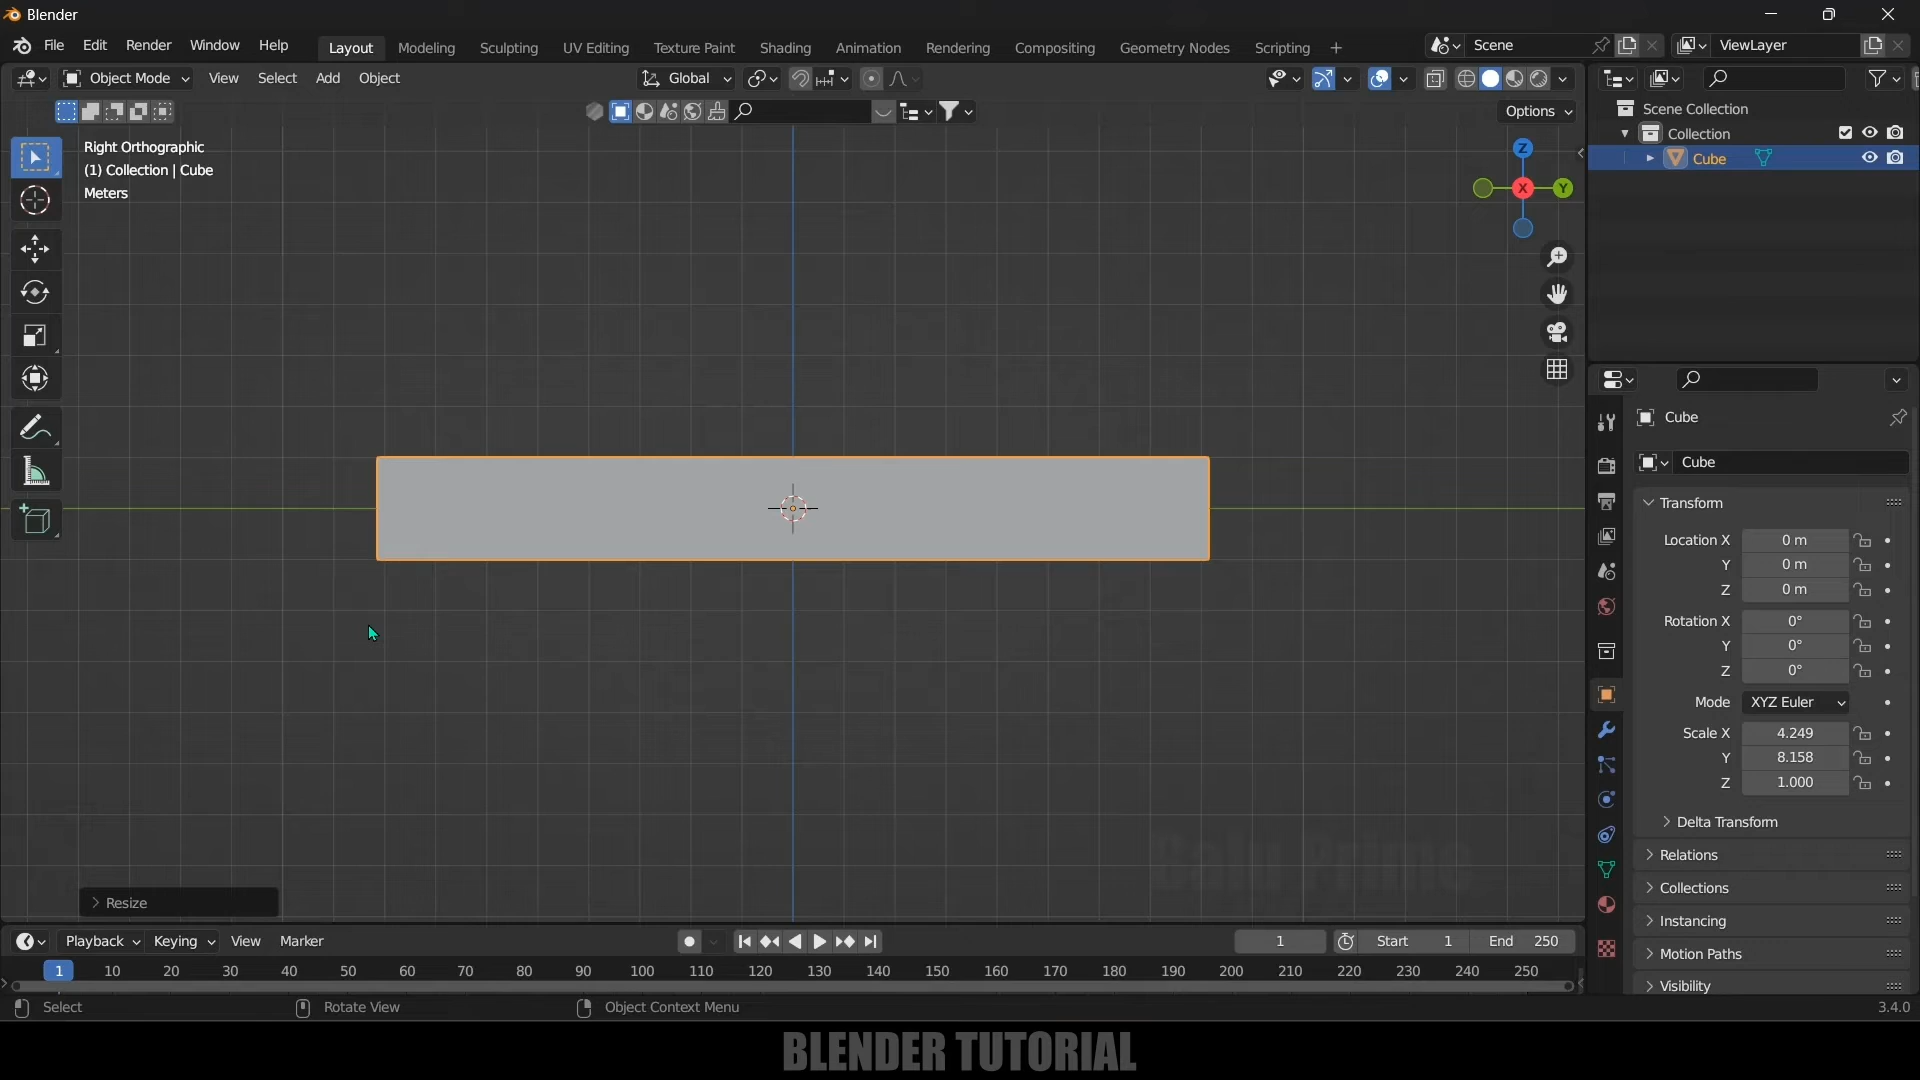 Blender
File Edit Render Window Help Layout Modeling Sculpting UV Editing Texture Paint Shading Animation Rendering Compositing Geometry Nodes Scripting + Scene ViewLayer
Object Mode View Select Add Object Global
Options
Right Orthographic
(1) Collection | Cube
Meters
Z
X
Y
Scene Collection
Collection
Cube
Cube
Cube
Transform
Location X 0 m
Y 0 m
Z 0 m
Rotation X 0°
Y 0°
Z 0°
Mode XYZ Euler
Scale X 4.249
Y 8.158
Z 1.000
Delta Transform
Relations
Collections
Instancing
Motion Paths
Visibility
Balu Prime
Resize
Playback Keying View Marker 1 Start 1 End 250
1 10 20 30 40 50 60 70 80 90 100 110 120 130 140 150 160 170 180 190 200 210 220 230 240 250
Select Rotate View Object Context Menu 3.4.0
BLENDER TUTORIAL